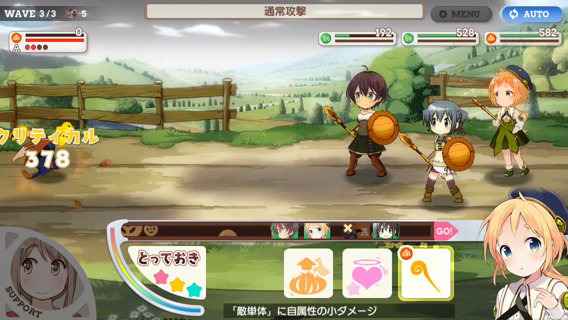 WAVE 3/3 5
通常攻撃
MENU
AUTO
0
192
528
582
クリティカル
378
GO!
とっておき
SUPPORT
「敵単体」に自属性の小ダメージ